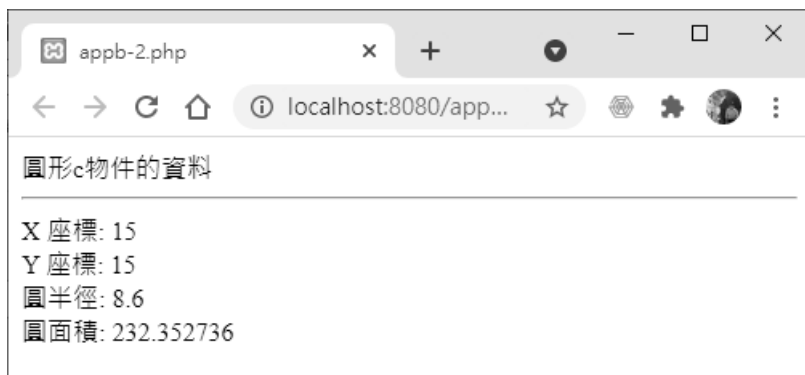 appb-2.php
localhost:8080/app...
圓形c物件的資料
X 座標: 15
Y 座標: 15
圓半徑: 8.6
圓面積: 232.352736